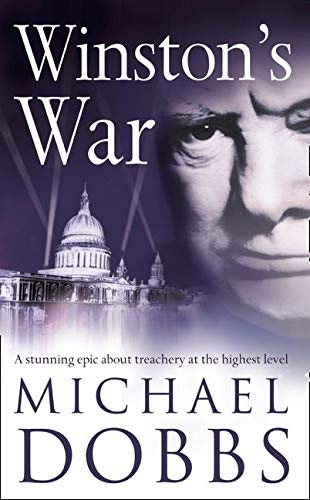 Winston's
War
A stunning epic about treachery at the highest level
MICHAEL
DOBBS